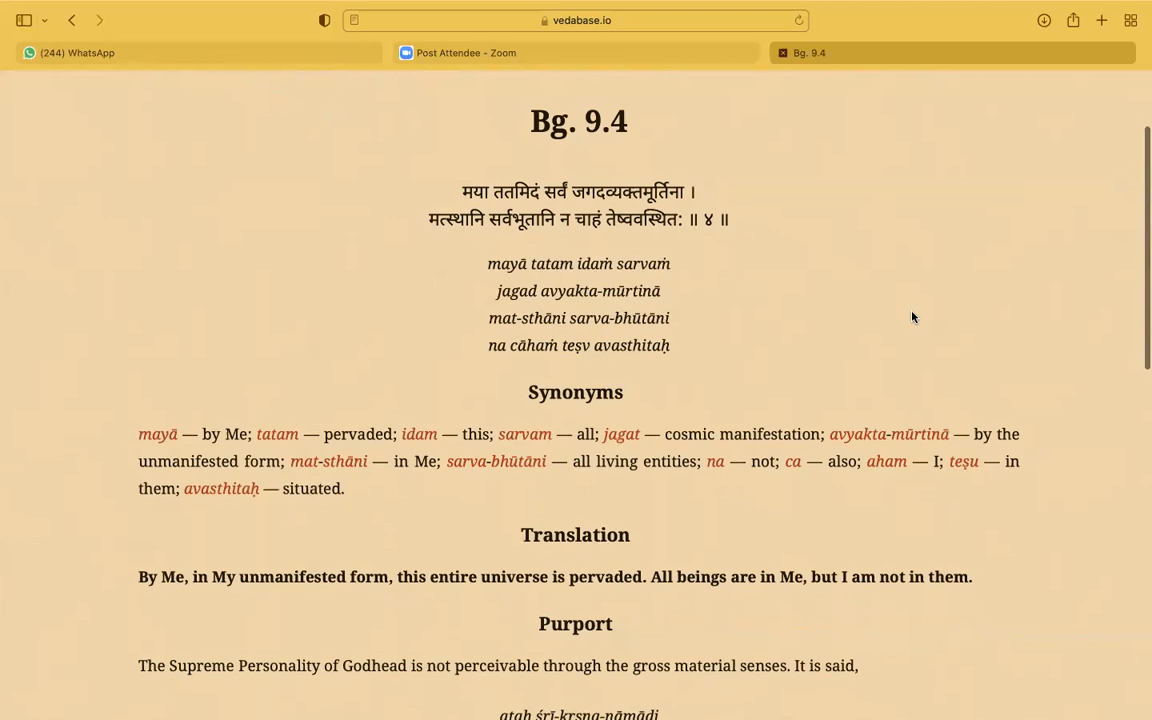 vedabase.io
(244) WhatsApp
Post Attendee - Zoom
Bg. 9.4
Bg. 9.4
मया ततमिदं सर्वं जगदव्यक्तमूर्तिना ।
मत्स्थानि सर्वभूतानि न चाहं तेष्ववस्थित: ॥ ४ ॥
mayā tatam idaṁ sarvaṁ
jagad avyakta-mūrtinā
mat-sthāni sarva-bhūtāni
na cāhaṁ teṣv avasthitaḥ
Synonyms
mayā — by Me; tatam — pervaded; idam — this; sarvam — all; jagat — cosmic manifestation; avyakta-mūrtinā — by the
unmanifested form; mat-sthāni — in Me; sarva-bhūtāni — all living entities; na — not; ca — also; aham — I; teṣu — in
them; avasthitaḥ — situated.
Translation
By Me, in My unmanifested form, this entire universe is pervaded. All beings are in Me, but I am not in them.
Purport
The Supreme Personality of Godhead is not perceivable through the gross material senses. It is said,
ataḥ śrī-kṛṣṇa-nāmādi